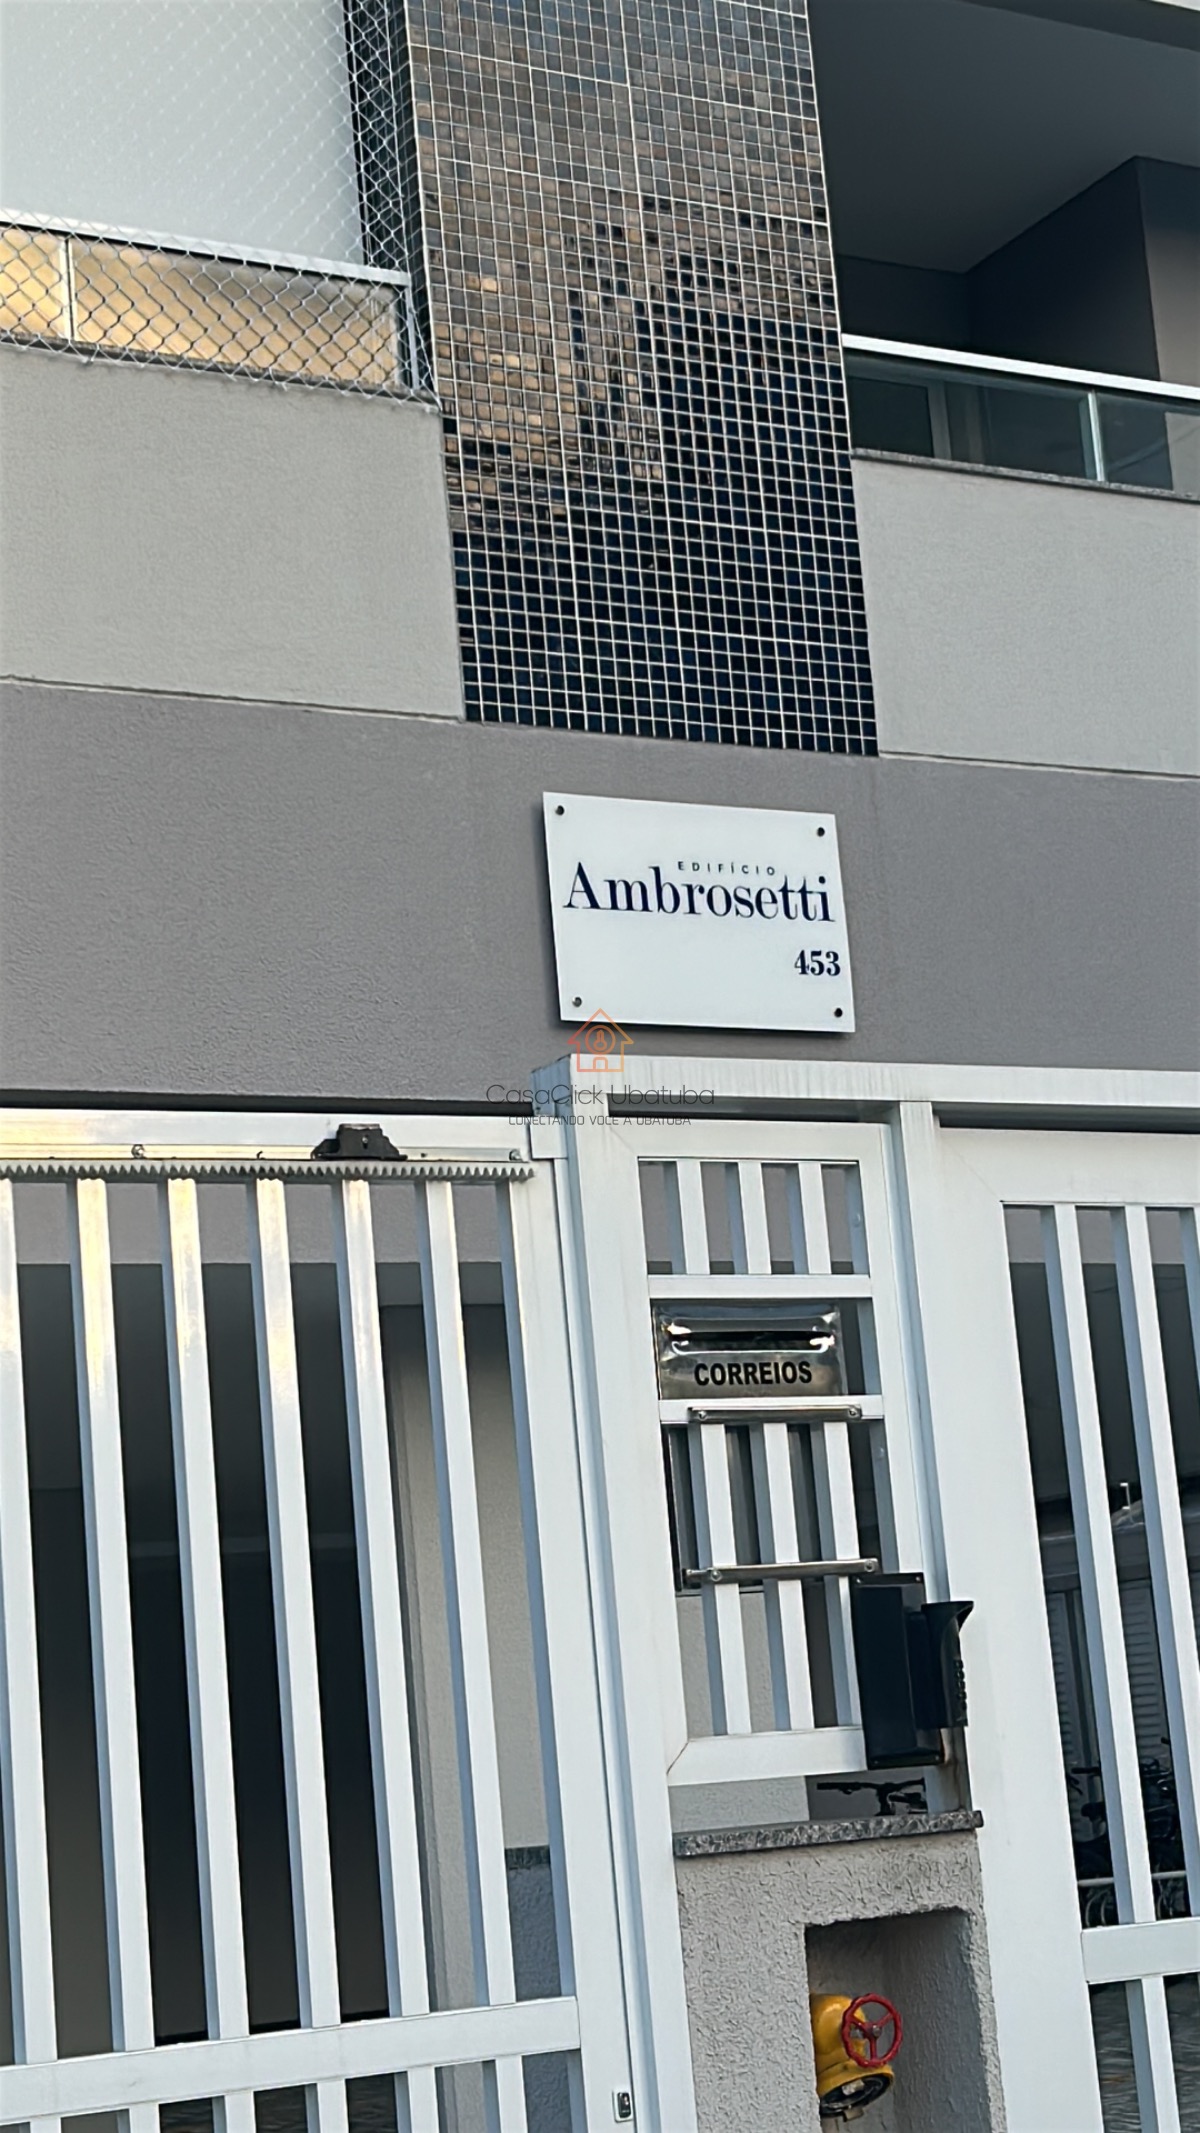 EDIFÍCIO
Ambrosetti
453
CasaClick Ubatuba
CONECTANDO VOCÊ A UBATUBA
CORREIOS